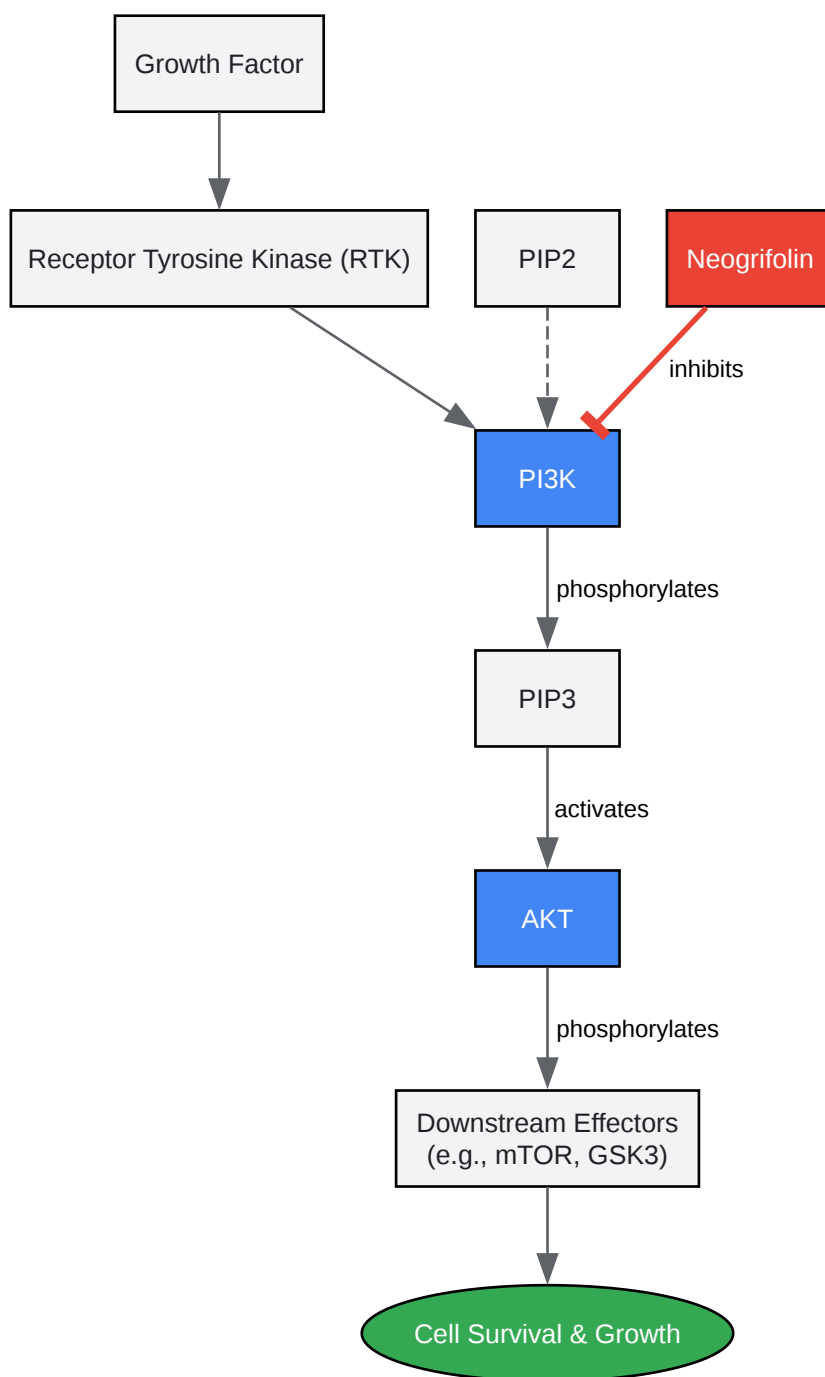 Growth Factor
Receptor Tyrosine Kinase (RTK)
PIP2
Neogrifolin
inhibits
PI3K
phosphorylates
PIP3
activates
AKT
phosphorylates
Downstream Effectors
(e.g., mTOR, GSK3)
Cell Survival & Growth